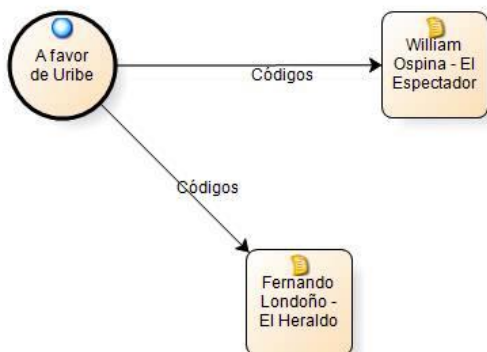 A favor
de Uribe
Códigos
William
Ospina - El
Espectador
Códigos
Fernando
Londoño -
El Heraldo